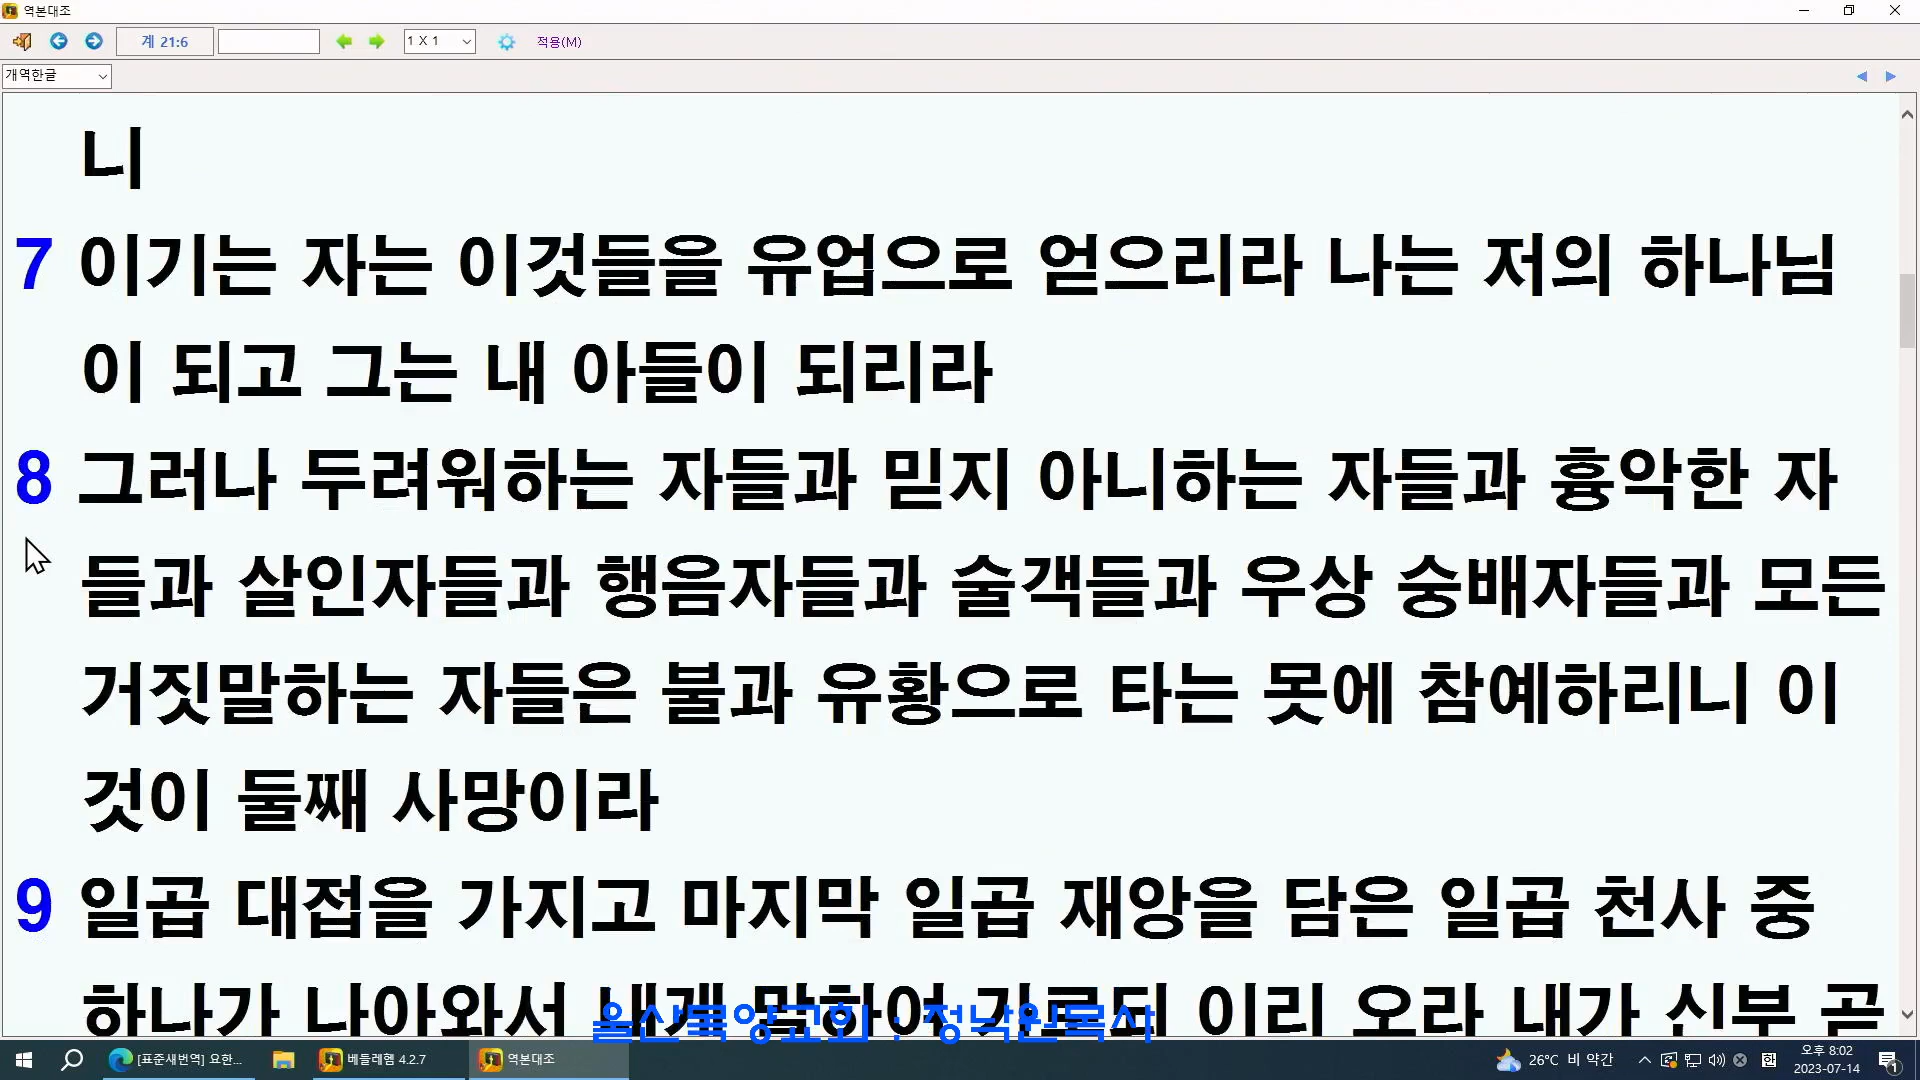 역본대조
계 21:6
1 X 1
적용(M)
개역한글
니
7 이기는 자는 이것들을 유업으로 얻으리라 나는 저의 하나님
이 되고 그는 내 아들이 되리라
8 그러나 두려워하는 자들과 믿지 아니하는 자들과 흉악한 자
들과 살인자들과 행음자들과 술객들과 우상 숭배자들과 모든
거짓말하는 자들은 불과 유황으로 타는 못에 참예하리니 이
것이 둘째 사망이라
9 일곱 대접을 가지고 마지막 일곱 재앙을 담은 일곱 천사 중
하나가 나아와서 내게 말하여 가로되 이리 오라 내가 신부 곧
정낙원목사
[표준새번역] 요한...
베들레헴 4.2.7
역본대조
26°C 비 약간
한
오후 8:02
2023-07-14
1